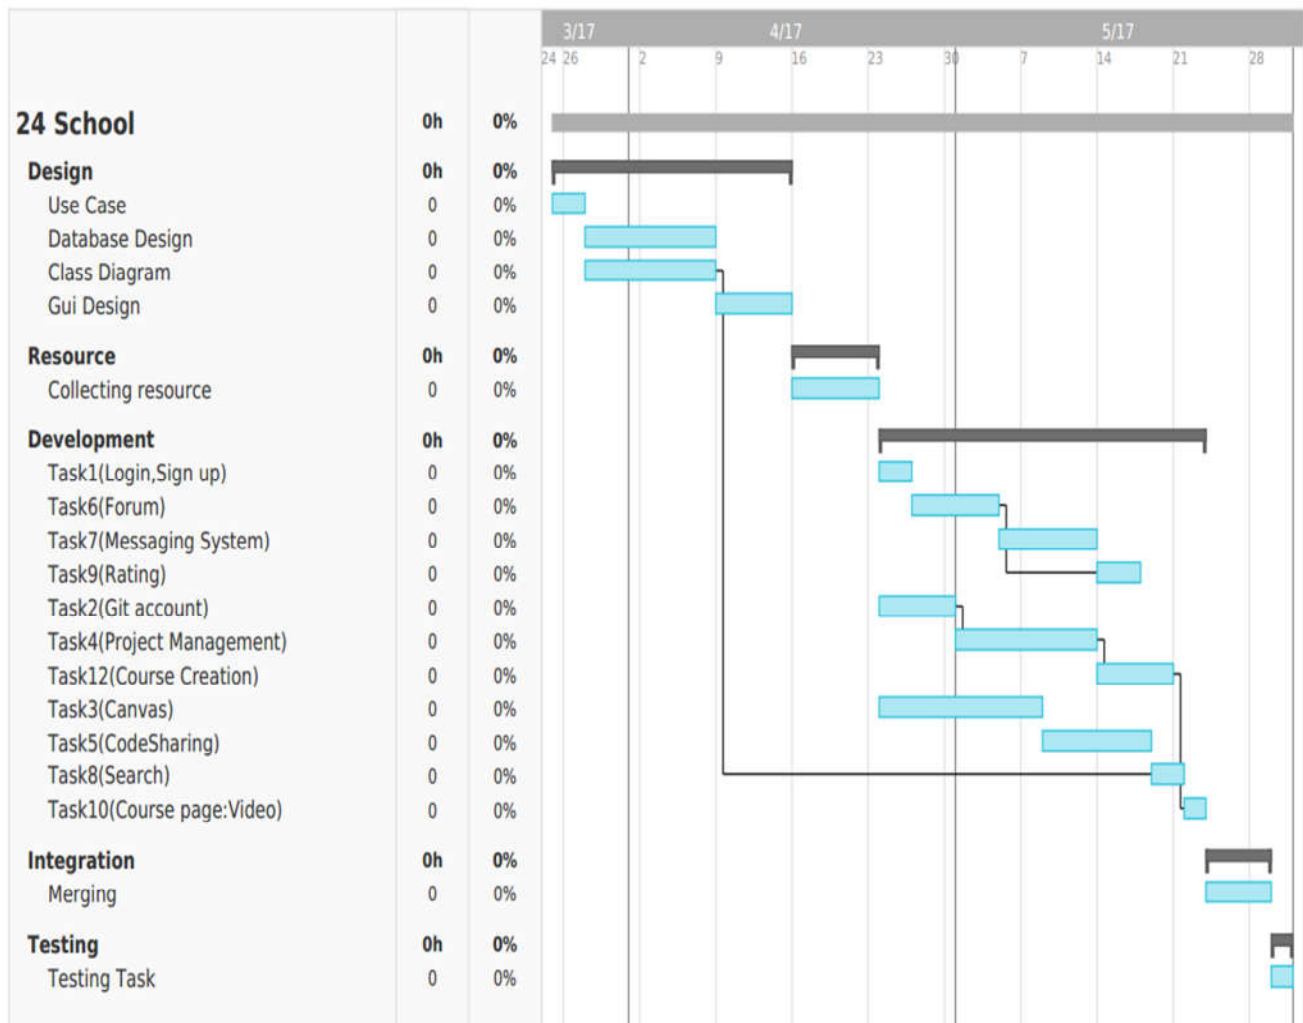 3/17 4/17 5/17
24 26 2 9 16 23 30 7 14 21 28
24 School 0h 0%
Design 0h 0%
Use Case 0 0%
Database Design 0 0%
Class Diagram 0 0%
Gui Design 0 0%
Resource 0h 0%
Collecting resource 0 0%
Development 0h 0%
Task1(Login,Sign up) 0 0%
Task6(Forum) 0 0%
Task7(Messaging System) 0 0%
Task9(Rating) 0 0%
Task2(Git account) 0 0%
Task4(Project Management) 0 0%
Task12(Course Creation) 0 0%
Task3(Canvas) 0 0%
Task5(CodeSharing) 0 0%
Task8(Search) 0 0%
Task10(Course page:Video) 0 0%
Integration 0h 0%
Merging 0 0%
Testing 0h 0%
Testing Task 0 0%